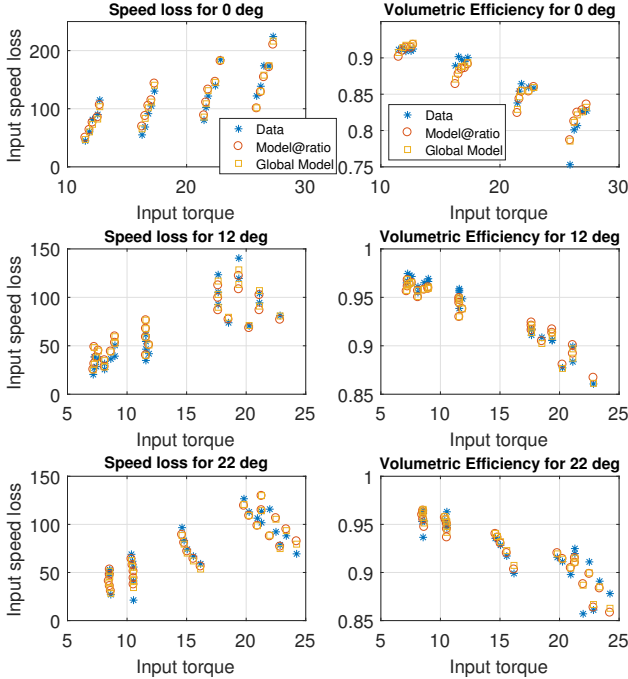 Speed loss for 0 deg
Volumetric Efficiency for 0 deg
Input speed loss
200
100
0
0.9
0.85
0.8
0.75
Data
Model@ratio
Global Model
Data
Model@ratio
Global Model
10 20 30
10 20 30
Input torque
Input torque
Speed loss for 12 deg
Volumetric Efficiency for 12 deg
Input speed loss
150
100
50
0
1
0.95
0.9
0.85
5 10 15 20 25
5 10 15 20 25
Input torque
Input torque
Speed loss for 22 deg
Volumetric Efficiency for 22 deg
Input speed loss
150
100
50
0
1
0.95
0.9
0.85
5 10 15 20 25
5 10 15 20 25
Input torque
Input torque